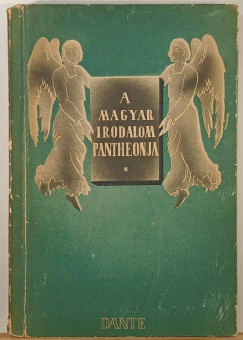 A
MAGYAR
IRODALOM
PANTHEONJA
*
DANTE